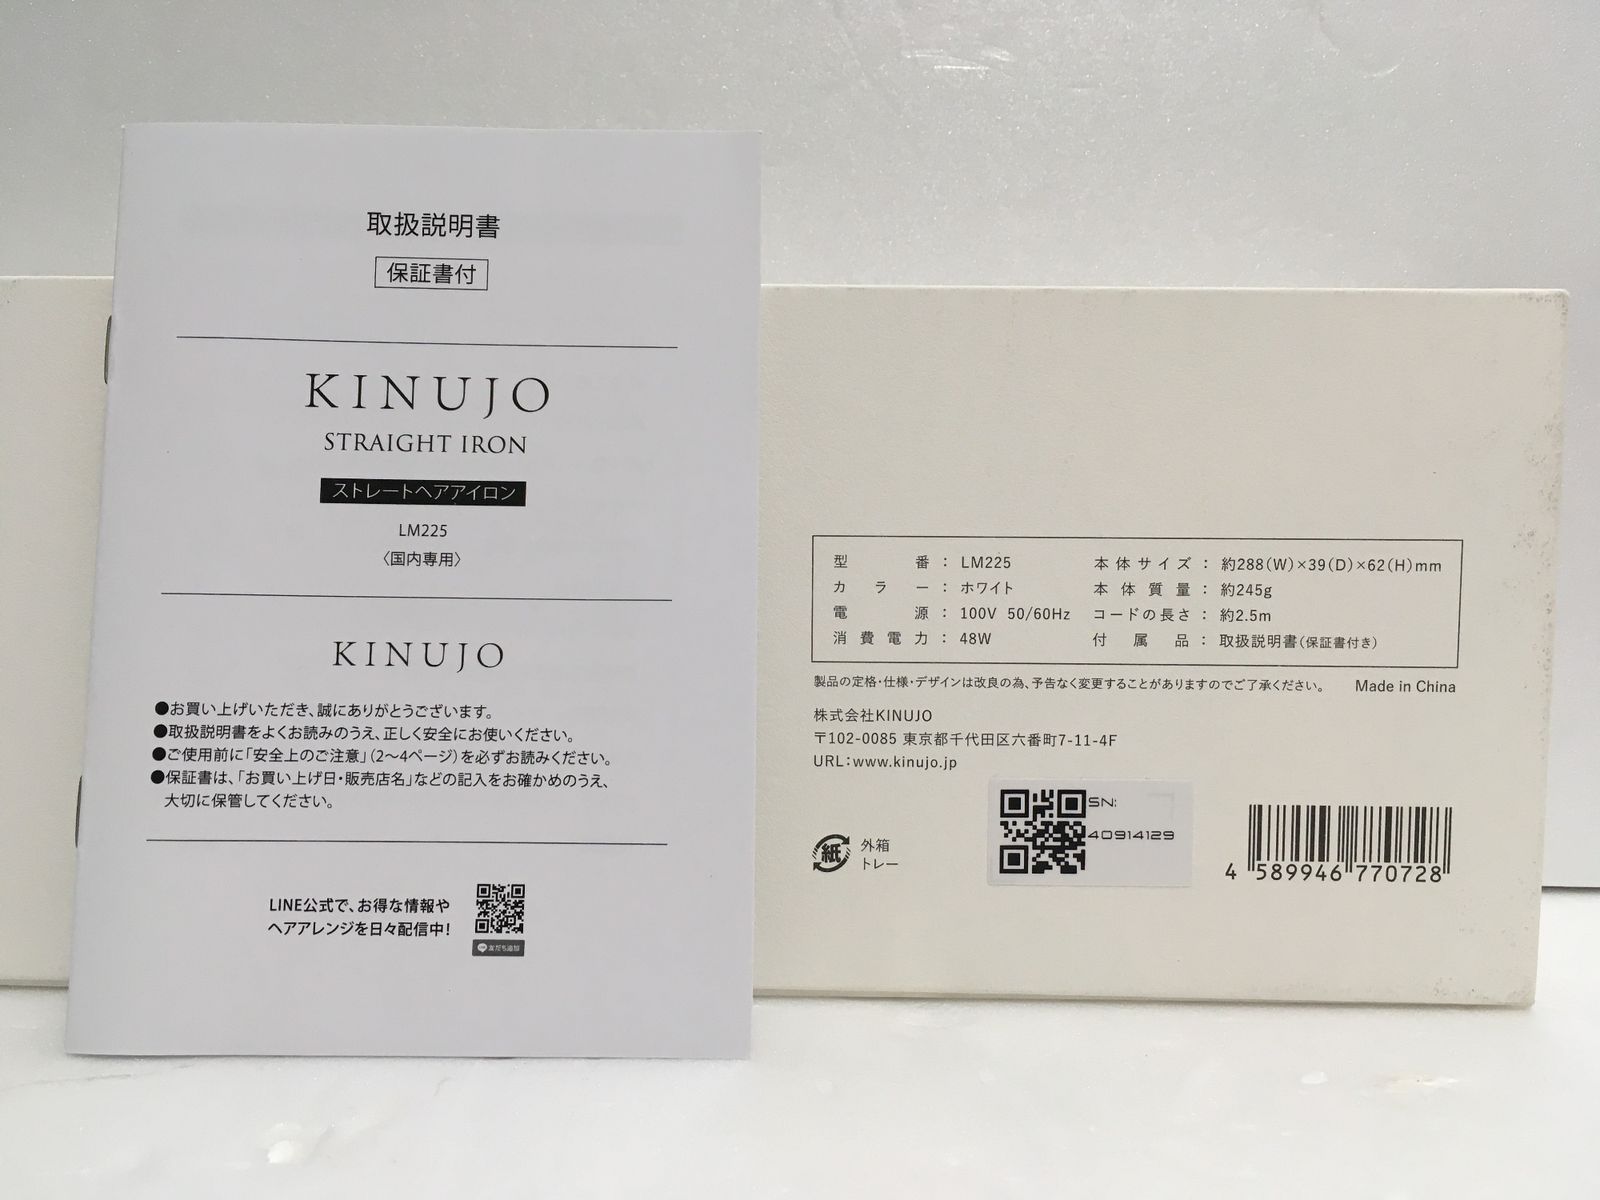 取扱説明書
保証書付
KINUJO
STRAIGHT IRON
ストレートヘアアイロン
LM225
〈国内専用〉
KINUJO
●お買い上げいただき、誠にありがとうございます。
●取扱説明書をよくお読みのうえ、正しく安全にお使いください。
●ご使用前に「安全上のご注意」(2〜4ページ)を必ずお読みください。
●保証書は、「お買い上げ日・販売店名」などの記入をお確かめのうえ、
大切に保管してください。
LINE公式で、お得な情報や
ヘアアレンジを日々配信中!
友だち追加
型番：LM225 本体サイズ：約288(W)×39(D)×62(H)mm
カラー：ホワイト 本体質量：約245g
電源：100V 50/60Hz コードの長さ：約2.5m
消費電力：48W 付属品：取扱説明書(保証書付き)
製品の定格・仕様・デザインは改良の為、予告なく変更することがありますのでご了承ください。 Made in China
株式会社KINUJO
〒102-0085 東京都千代田区六番町7-11-4F
URL：www.kinujo.jp
紙
外箱
トレー
SN:
40914129
4 589946 770728